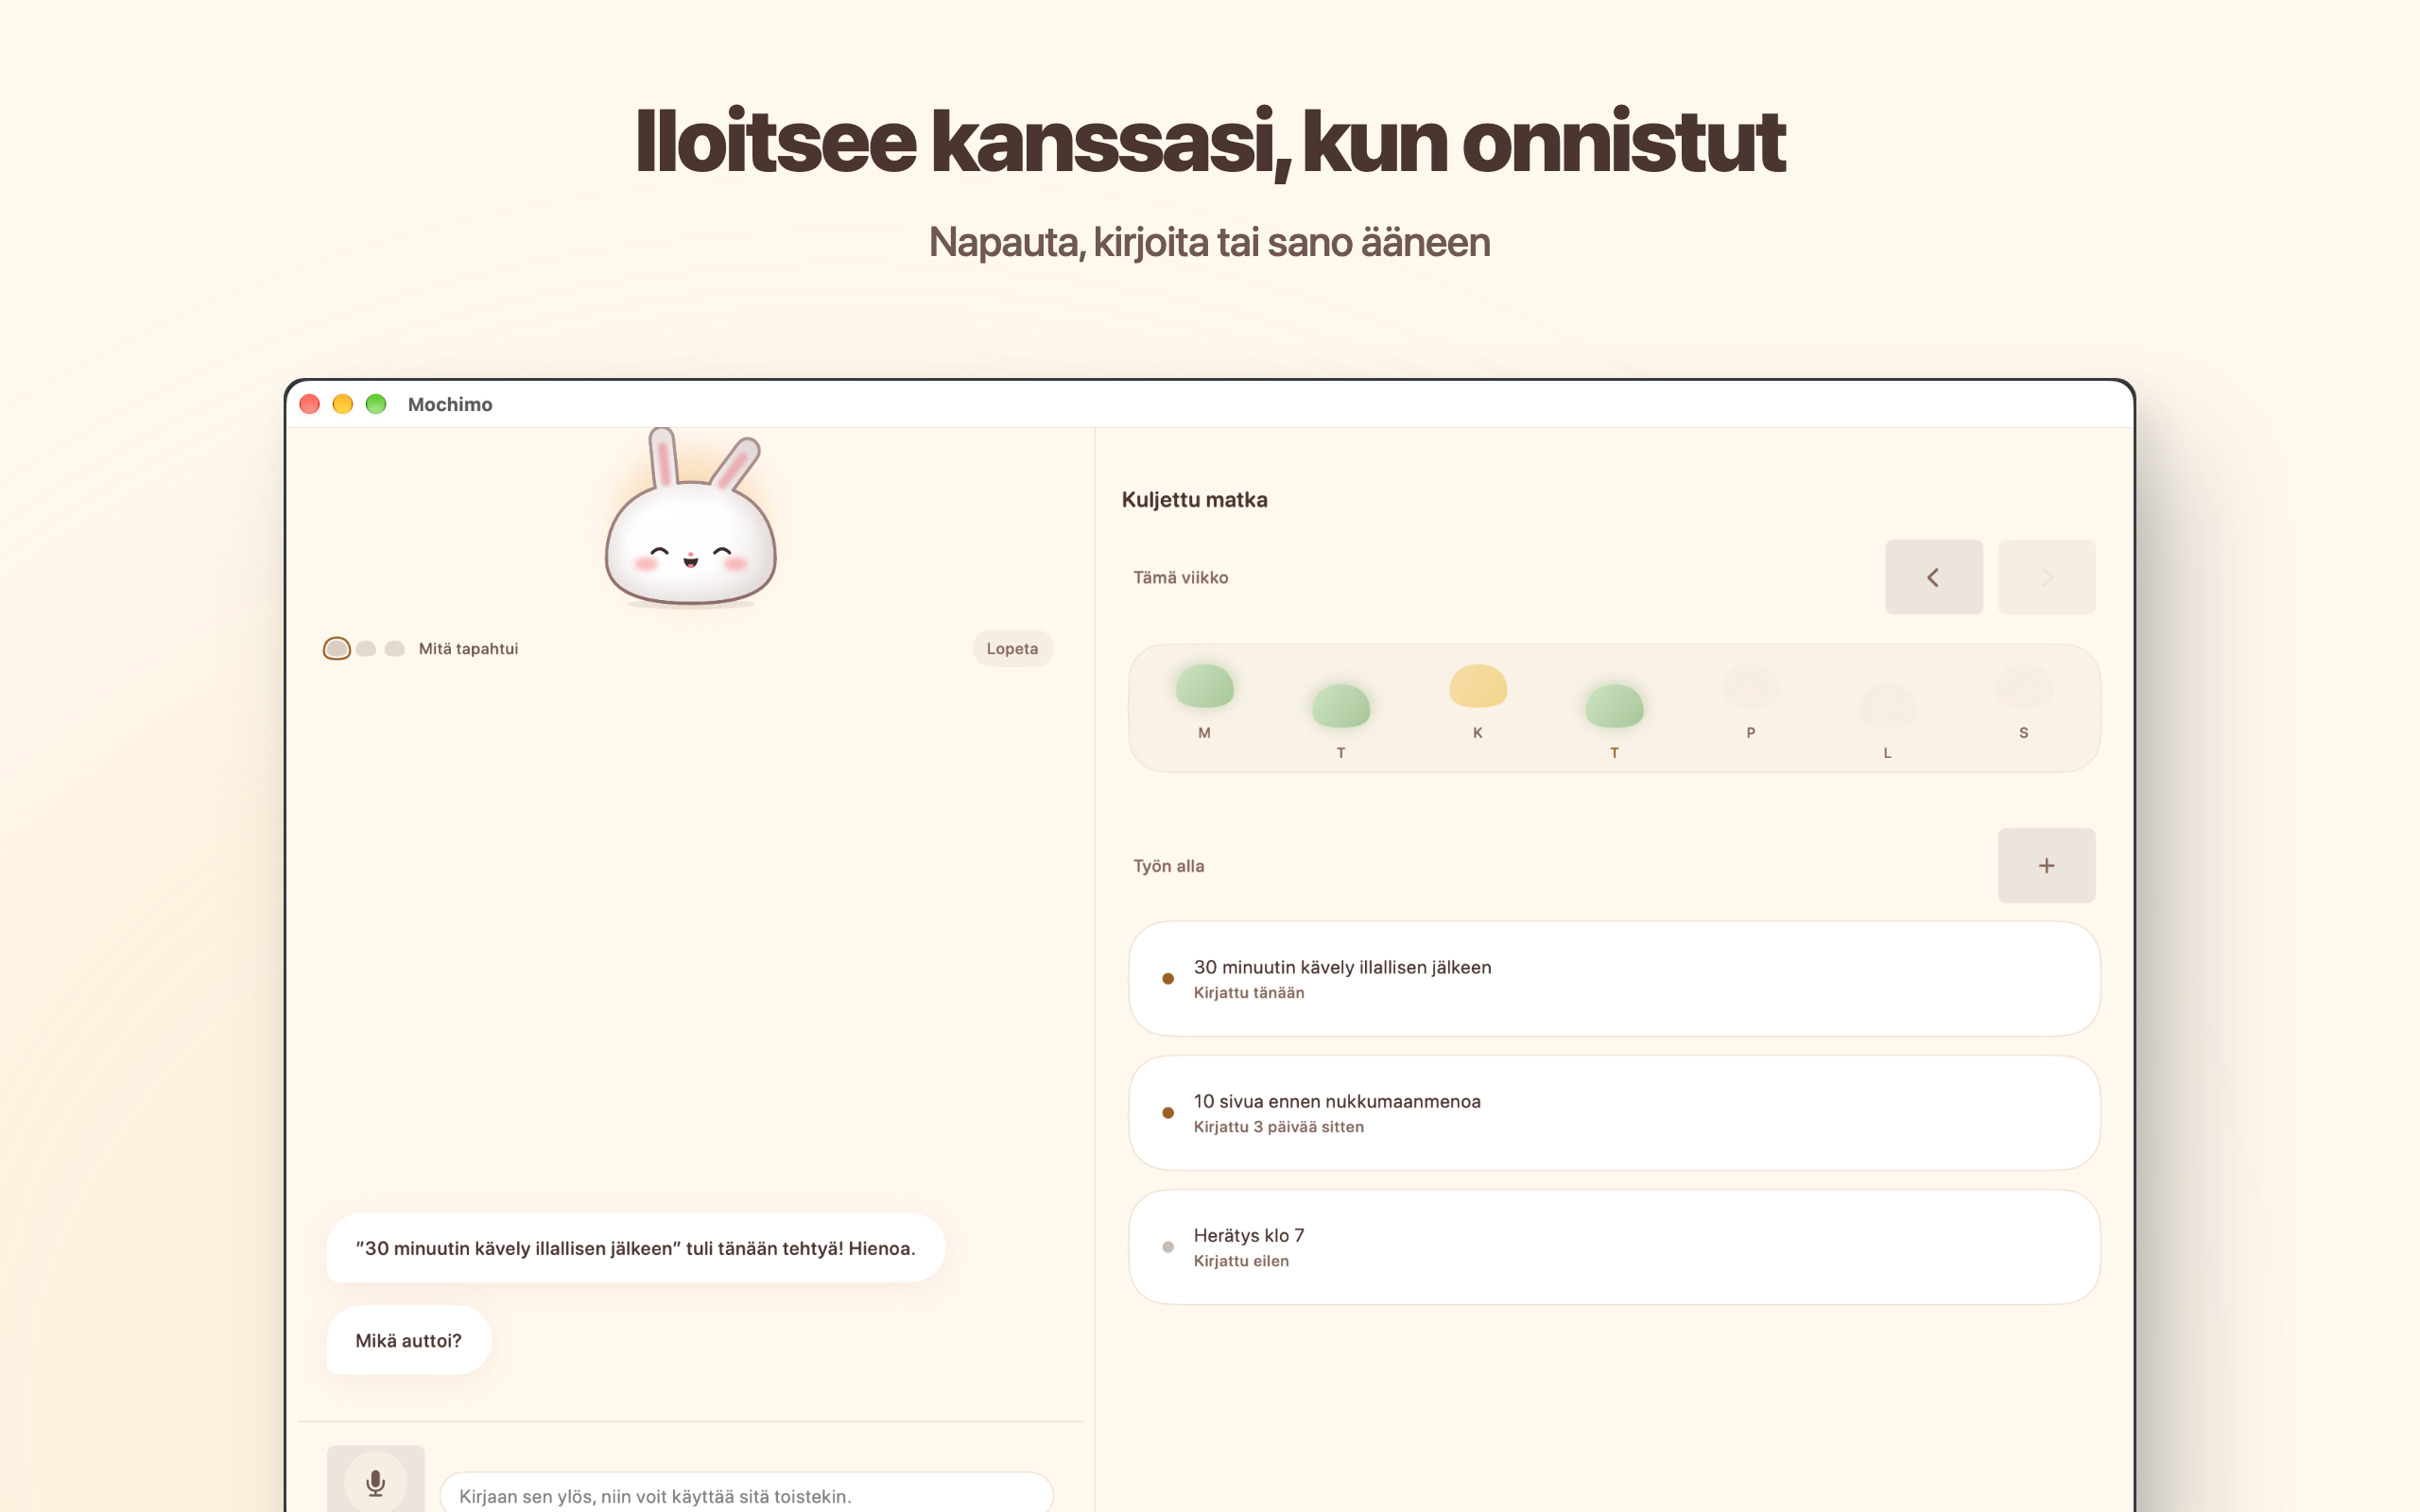 Iloitsee kanssasi, kun onnistut
Napauta, kirjoita tai sano ääneen
Mochimo
Mitä tapahtui
Lopeta
"30 minuutin kävely illallisen jälkeen" tuli tänään tehtyä! Hienoa.
Mikä auttoi?
Kirjaan sen ylös, niin voit käyttää sitä toistekin.
Kuljettu matka
Tämä viikko
M
T
K
T
P
L
S
Työn alla
30 minuutin kävely illallisen jälkeen
Kirjattu tänään
10 sivua ennen nukkumaanmenoa
Kirjattu 3 päivää sitten
Herätys klo 7
Kirjattu eilen